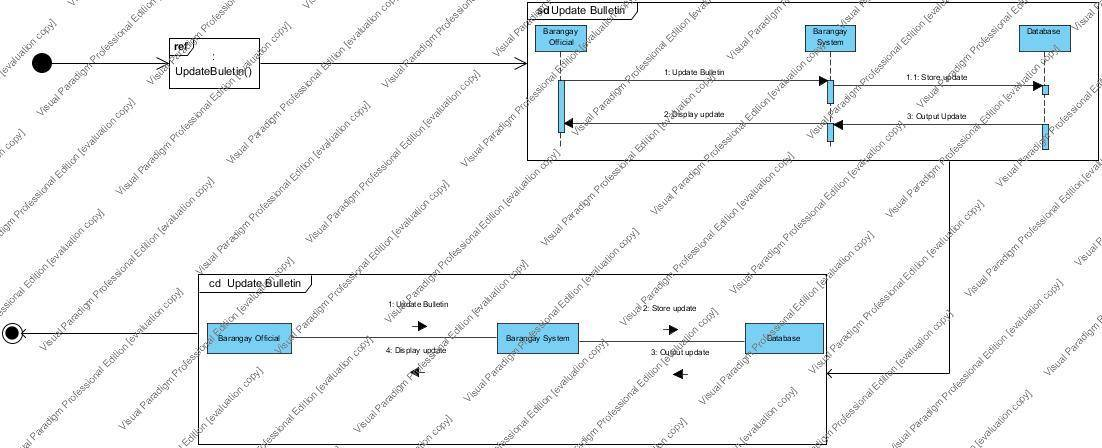 ref
:
UpdateBuletin()
sd Update Bulletin
Barangay
Official
Barangay
System
Database
1: Update Bulletin
1.1: Store update
2: Display update
3: Output Update
cd Update Bulletin
1: Update Bulletin
2: Store update
Barangay Official
Barangay System
Database
4: Display update
3: Output update
Visual Paradigm Professional Edition [evaluation copy]